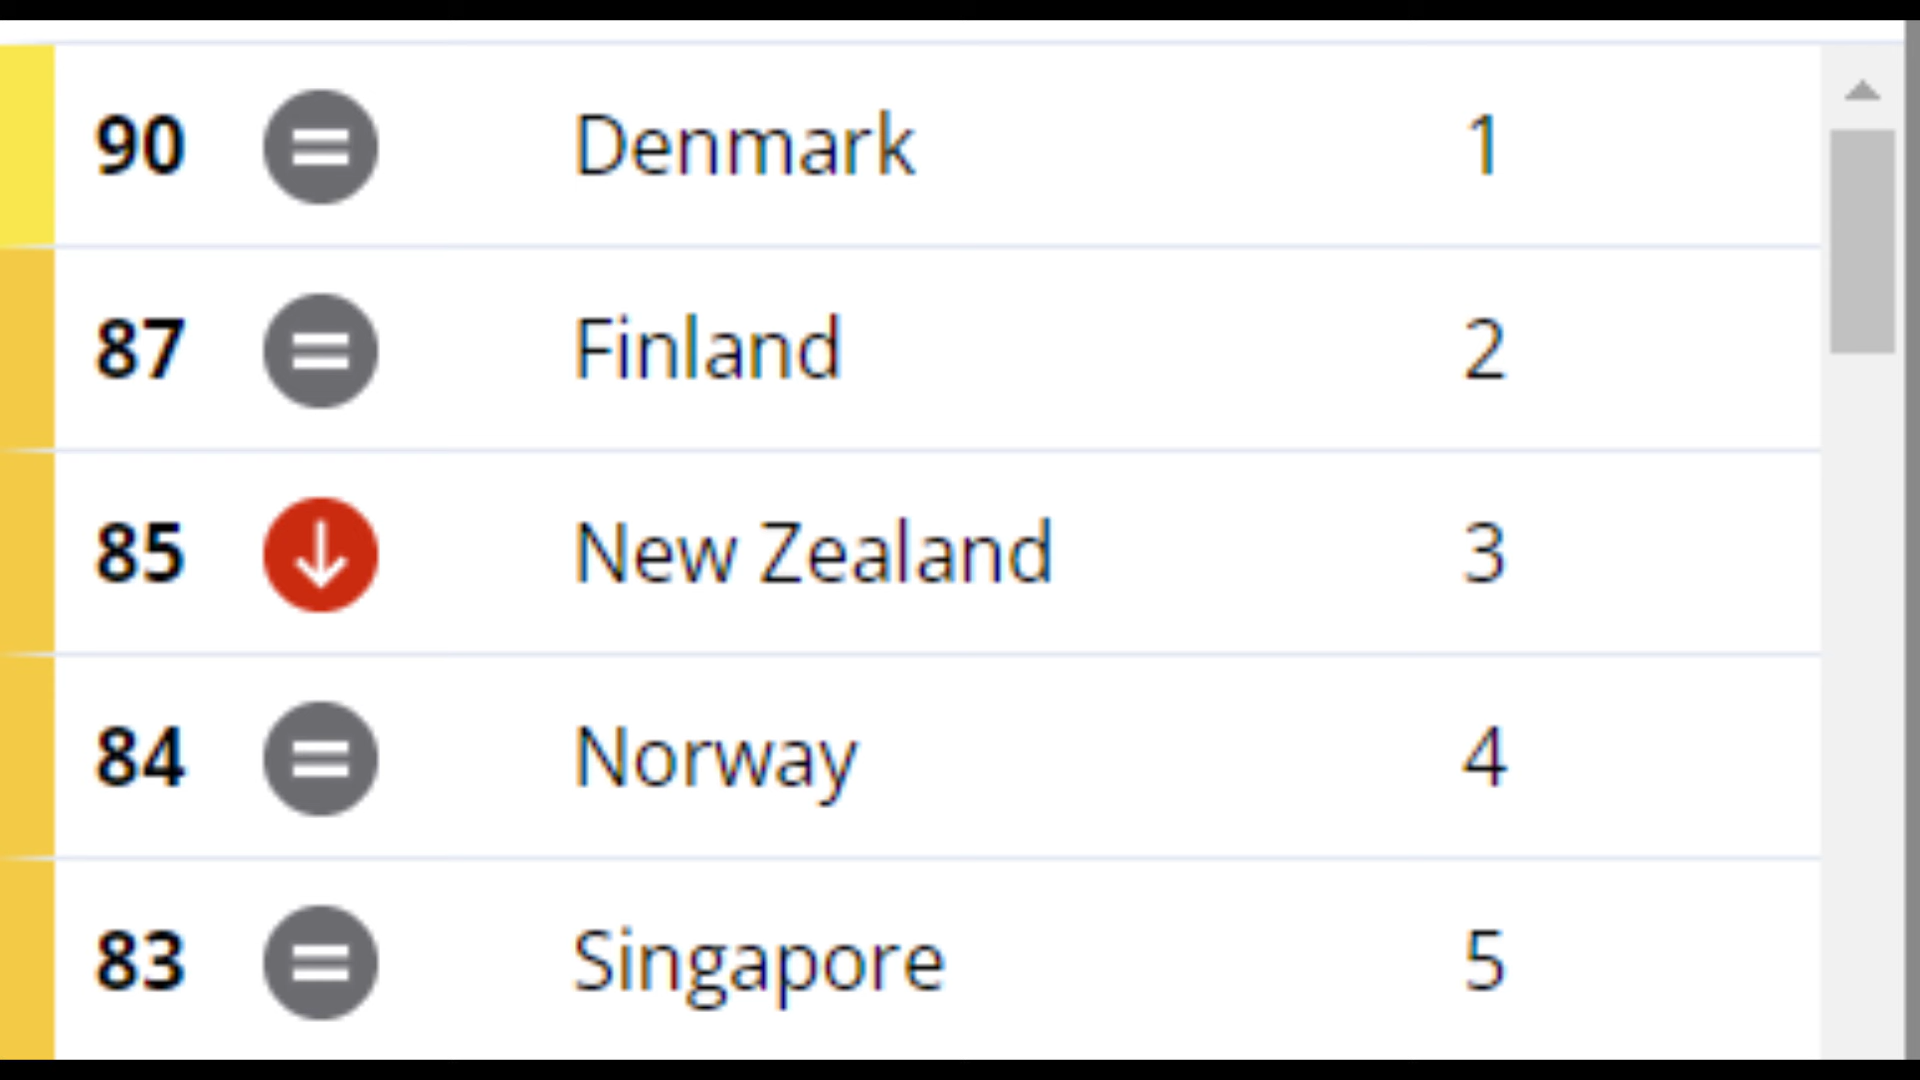 90 = Denmark 1
87 = Finland 2
85 ↓ New Zealand 3
84 = Norway 4
83 = Singapore 5